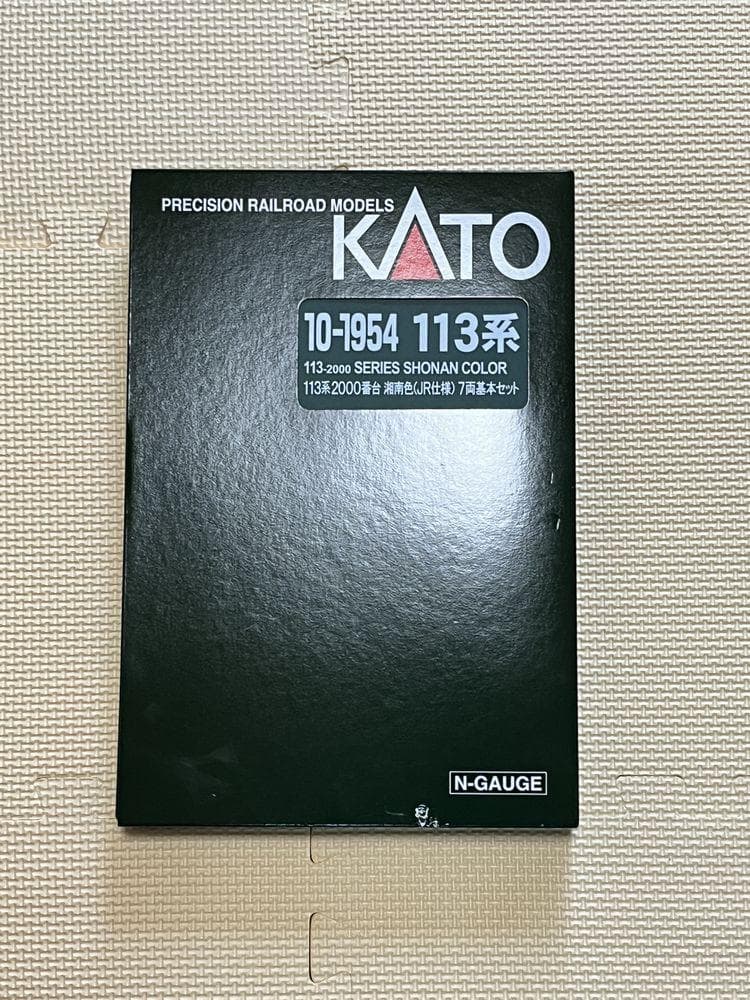 PRECISION RAILROAD MODELS
KATO
10-1954 113系
113-2000 SERIES SHONAN COLOR
113系2000番台 湘南色(JR仕様) 7両基本セット
N-GAUGE